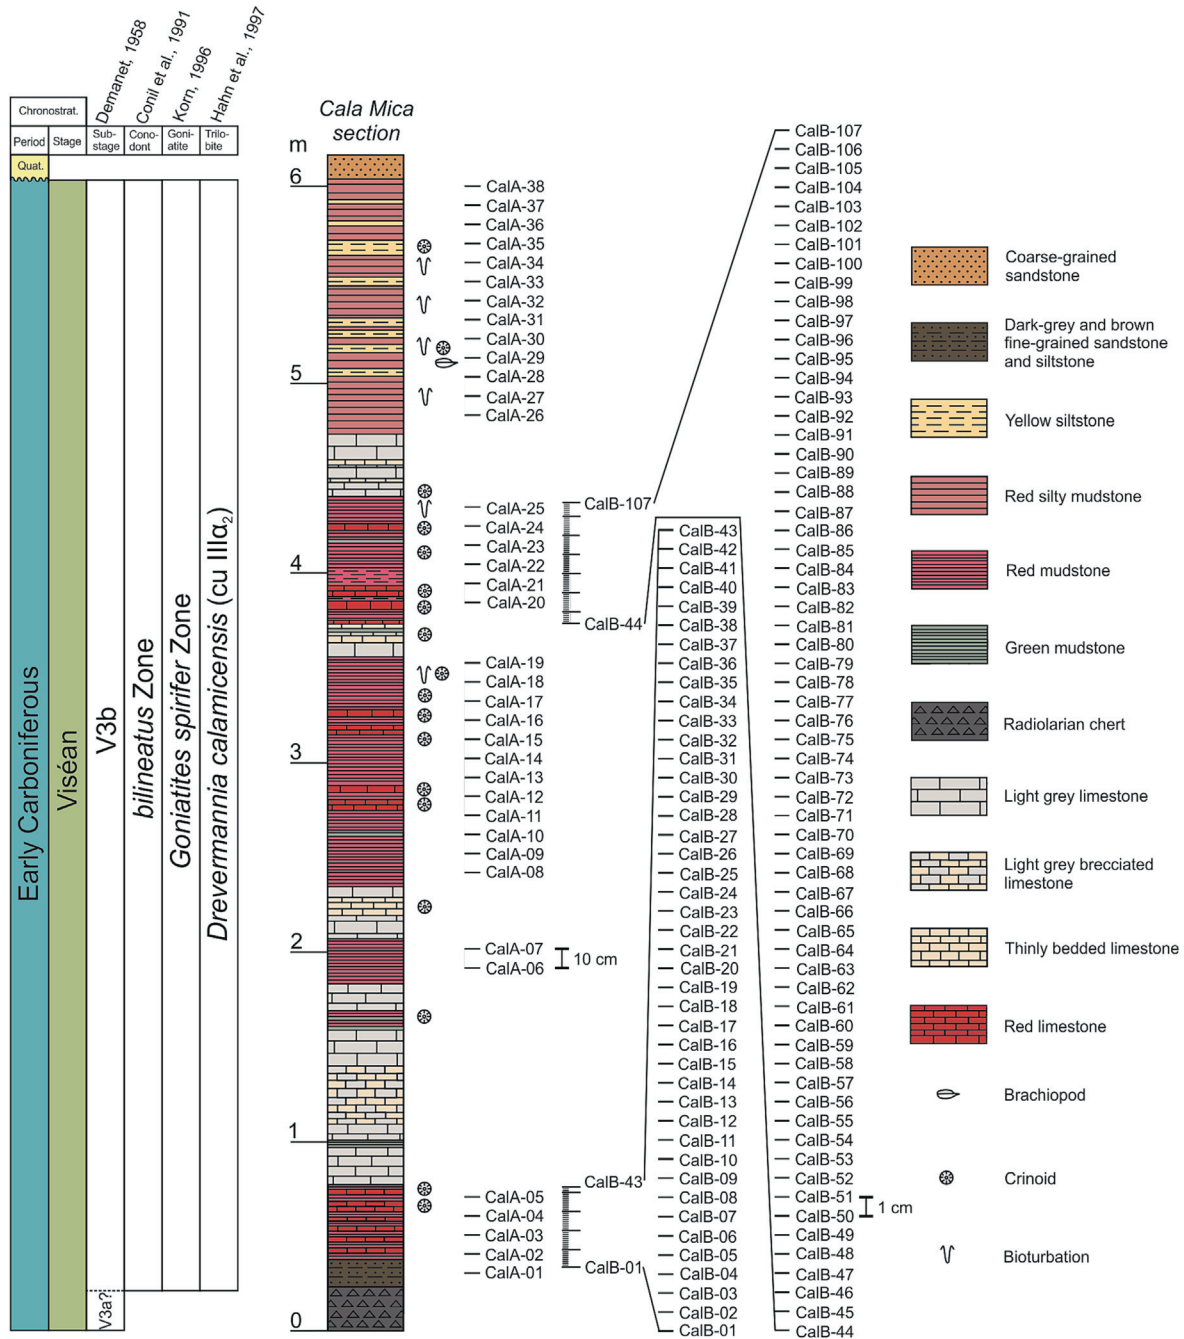 Demanet, 1958
Conil et al., 1991
Korn, 1996
Hahn et al., 1997
Chronostrat.
Period
Stage
Sub-
stage
Cono-
dont
Goni-
atite
Trilo-
bite
Quat.
Early Carboniferous
Viséan
V3b
V3a?
bilineatus Zone
Goniatites spirifer Zone
Drevermannia calamicensis (cu IIIα2)
Cala Mica
section
m
6
5
4
3
2
1
0
CalA-38
CalA-37
CalA-36
CalA-35
CalA-34
CalA-33
CalA-32
CalA-31
CalA-30
CalA-29
CalA-28
CalA-27
CalA-26
CalA-25
CalA-24
CalA-23
CalA-22
CalA-21
CalA-20
CalA-19
CalA-18
CalA-17
CalA-16
CalA-15
CalA-14
CalA-13
CalA-12
CalA-11
CalA-10
CalA-09
CalA-08
CalA-07
CalA-06
10 cm
CalA-05
CalA-04
CalA-03
CalA-02
CalA-01
CalB-107
CalB-44
CalB-43
CalB-01
CalB-43
CalB-42
CalB-41
CalB-40
CalB-39
CalB-38
CalB-37
CalB-36
CalB-35
CalB-34
CalB-33
CalB-32
CalB-31
CalB-30
CalB-29
CalB-28
CalB-27
CalB-26
CalB-25
CalB-24
CalB-23
CalB-22
CalB-21
CalB-20
CalB-19
CalB-18
CalB-17
CalB-16
CalB-15
CalB-14
CalB-13
CalB-12
CalB-11
CalB-10
CalB-09
CalB-08
CalB-07
CalB-06
CalB-05
CalB-04
CalB-03
CalB-02
CalB-01
CalB-107
CalB-106
CalB-105
CalB-104
CalB-103
CalB-102
CalB-101
CalB-100
CalB-99
CalB-98
CalB-97
CalB-96
CalB-95
CalB-94
CalB-93
CalB-92
CalB-91
CalB-90
CalB-89
CalB-88
CalB-87
CalB-86
CalB-85
CalB-84
CalB-83
CalB-82
CalB-81
CalB-80
CalB-79
CalB-78
CalB-77
CalB-76
CalB-75
CalB-74
CalB-73
CalB-72
CalB-71
CalB-70
CalB-69
CalB-68
CalB-67
CalB-66
CalB-65
CalB-64
CalB-63
CalB-62
CalB-61
CalB-60
CalB-59
CalB-58
CalB-57
CalB-56
CalB-55
CalB-54
CalB-53
CalB-52
CalB-51
CalB-50
1 cm
CalB-49
CalB-48
CalB-47
CalB-46
CalB-45
CalB-44
Coarse-grained
sandstone
Dark-grey and brown
fine-grained sandstone
and siltstone
Yellow siltstone
Red silty mudstone
Red mudstone
Green mudstone
Radiolarian chert
Light grey limestone
Light grey brecciated
limestone
Thinly bedded limestone
Red limestone
Brachiopod
Crinoid
Bioturbation